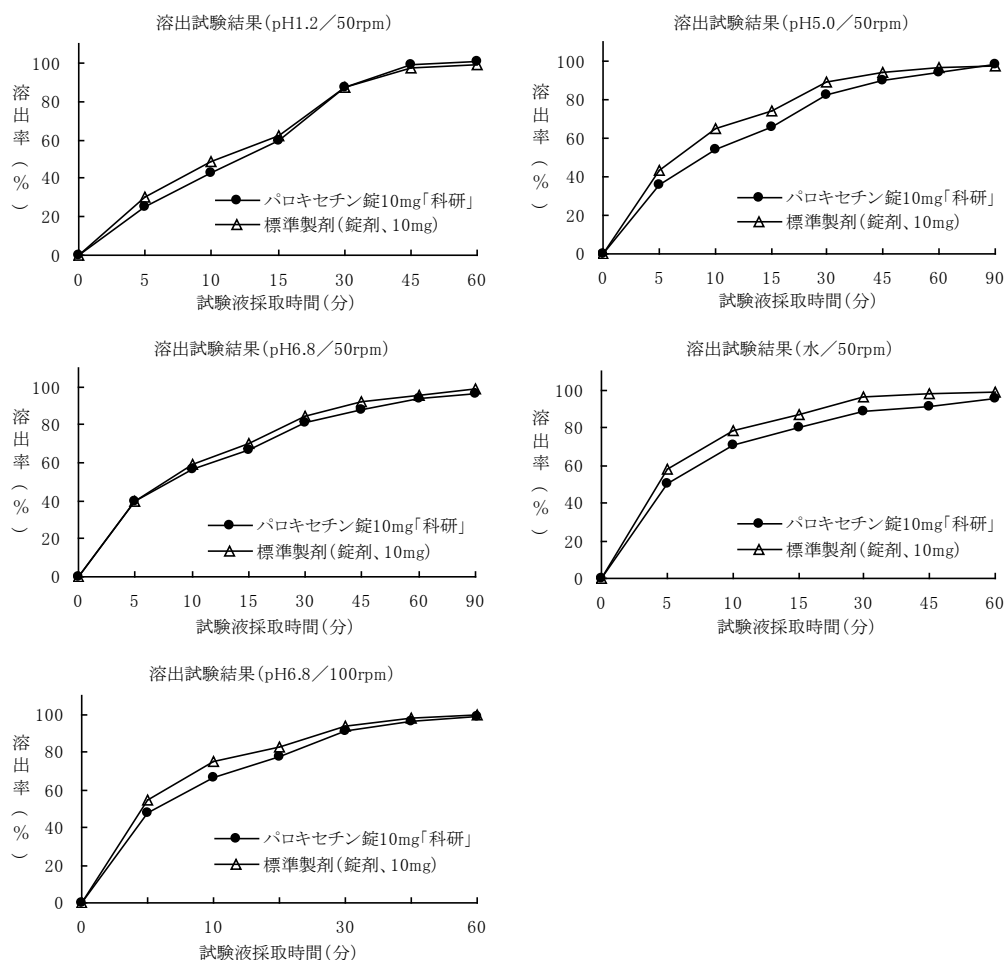 溶出試験結果(pH1.2／50rpm)
100
80
60
40
20
0
溶出率(%)
パロキセチン錠10mg「科研」
標準製剤(錠剤、10mg)
0 5 10 15 30 45 60
試験液採取時間(分)
溶出試験結果(pH5.0／50rpm)
100
80
60
40
20
0
溶出率(%)
パロキセチン錠10mg「科研」
標準製剤(錠剤、10mg)
0 5 10 15 30 45 60 90
試験液採取時間(分)
溶出試験結果(pH6.8／50rpm)
100
80
60
40
20
0
溶出率(%)
パロキセチン錠10mg「科研」
標準製剤(錠剤、10mg)
0 5 10 15 30 45 60 90
試験液採取時間(分)
溶出試験結果(水／50rpm)
100
80
60
40
20
0
溶出率(%)
パロキセチン錠10mg「科研」
標準製剤(錠剤、10mg)
0 5 10 15 30 45 60
試験液採取時間(分)
溶出試験結果(pH6.8／100rpm)
100
80
60
40
20
0
溶出率(%)
パロキセチン錠10mg「科研」
標準製剤(錠剤、10mg)
0 10 30 60
試験液採取時間(分)